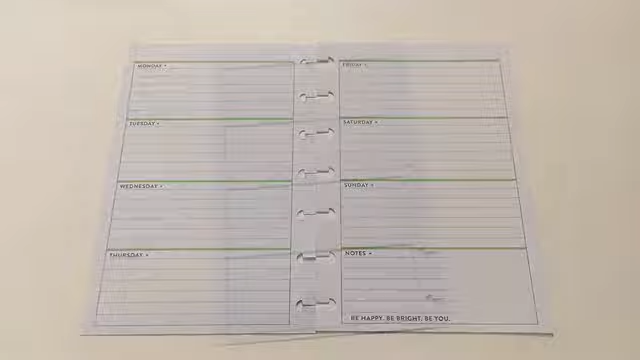 MONDAY
TUESDAY
WEDNESDAY
THURSDAY
FRIDAY
SATURDAY
SUNDAY
NOTES
BE HAPPY. BE BRIGHT. BE YOU.